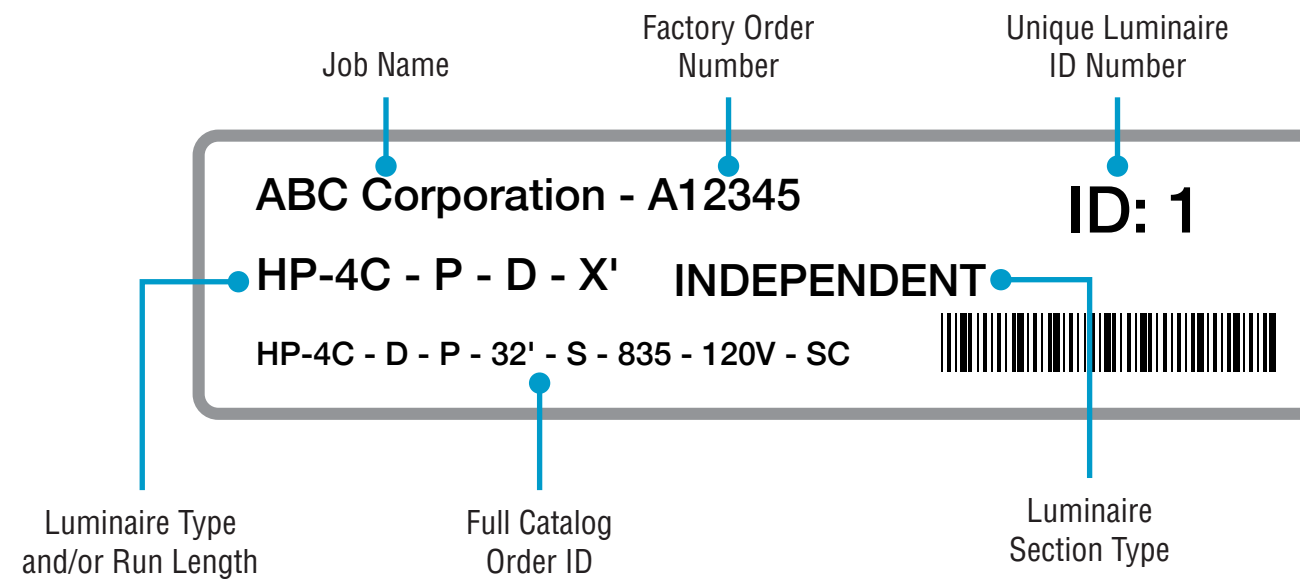 Job Name
Factory Order
Number
Unique Luminaire
ID Number
ABC Corporation - A12345
ID: 1
HP-4C - P - D - X'
INDEPENDENT
HP-4C - D - P - 32' - S - 835 - 120V - SC
Luminaire Type
and/or Run Length
Full Catalog
Order ID
Luminaire
Section Type